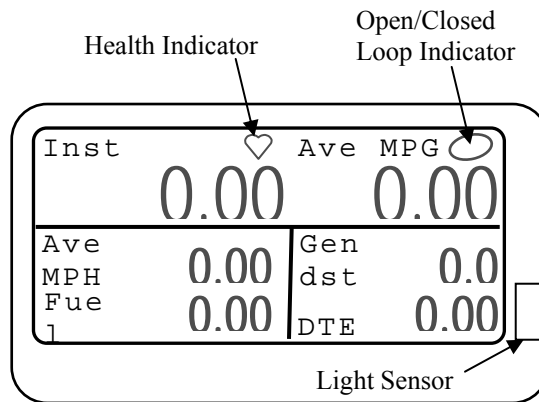 Open/Closed
Loop Indicator
Health Indicator
Inst Ave MPG
0.00 0.00
Ave MPH 0.00
Gen dst 0.0
Fue
l 0.00
DTE 0.00
Light Sensor